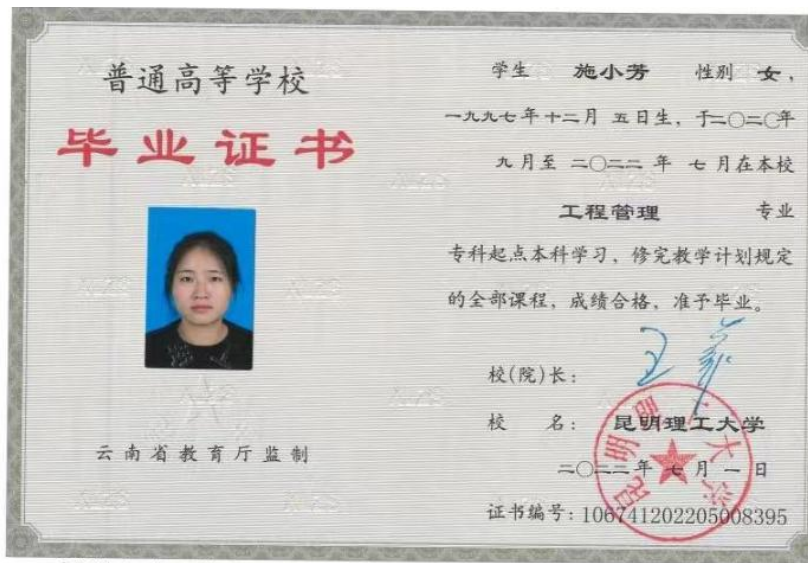 普通高等学校
毕业证书
云南省教育厅监制
学生 施小芳 性别 女，
一九九七年十二月 五日生，于二〇二〇年
九月至 二〇二二 年 七月在本校
工程管理 专业
专科起点本科学习，修完教学计划规定
的全部课程，成绩合格，准予毕业。
校(院)长：
校 名： 昆明理工大学
二〇二二年 七月 一日
证书编号：106741202205008395